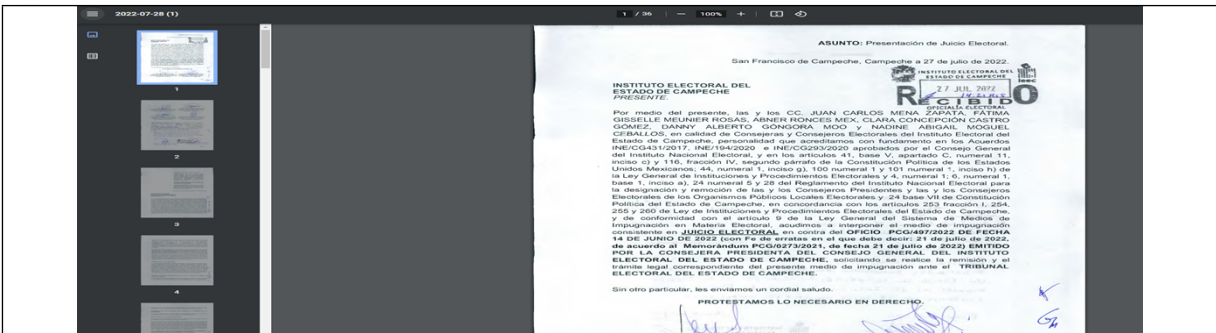 2022-07-28 (1)
1 / 36
100%
1
2
3
4
ASUNTO: Presentación de Juicio Electoral.
San Francisco de Campeche, Campeche a 27 de julio de 2022.
INSTITUTO ELECTORAL DEL
ESTADO DE CAMPECHE
PRESENTE.
INSTITUTO ELECTORAL DEL
ESTADO DE CAMPECHE
27 JUL 2022
RECIBIDO
OFICIALÍA ELECTORAL
ieec
Por medio del presente, las y los CC. JUAN CARLOS MENA ZAPATA, FÁTIMA
GISSELLE MEUNIER ROSAS, ABNER RONCES MEX, CLARA CONCEPCIÓN CASTRO
GÓMEZ, DANNY ALBERTO GÓNGORA MOO y NADINE ABIGAIL MOGUEL
CEBALLOS, en calidad de Consejeras y Consejeros Electorales del Instituto Electoral del
Estado de Campeche, personalidad que acreditamos con fundamento en los Acuerdos
INE/CG431/2017, INE/194/2020 e INE/CG293/2020 aprobados por el Consejo General
del Instituto Nacional Electoral, y en los artículos 41, base V, apartado C, numeral 11,
inciso c) y 116, fracción IV, segundo párrafo de la Constitución Política de los Estados
Unidos Mexicanos; 44, numeral 1, inciso g), 100 numeral 1 y 101 numeral 1, inciso h) de
la Ley General de Instituciones y Procedimientos Electorales y 4, numeral 1; 6, numeral 1,
base 1, inciso a), 24 numeral 5 y 28 del Reglamento del Instituto Nacional Electoral para
la designación y remoción de las y los Consejeros Presidentes y las y los Consejeros
Electorales de los Organismos Públicos Locales Electorales y 24 base VII de Constitución
Política del Estado de Campeche, en concordancia con los artículos 253 fracción I, 254,
255 y 260 de Ley de Instituciones y Procedimientos Electorales del Estado de Campeche,
y de conformidad con el artículo 9 de la Ley General del Sistema de Medios de
Impugnación en Materia Electoral, acudimos a interponer el medio de impugnación
consistente en JUICIO ELECTORAL en contra del OFICIO PCG/497/2022 DE FECHA
14 DE JUNIO DE 2022 (con Fe de erratas en el que debe decir: 21 de julio de 2022,
de acuerdo al Memorándum PCG/0273/2021, de fecha 21 de julio de 2022) EMITIDO
POR LA CONSEJERA PRESIDENTA DEL CONSEJO GENERAL DEL INSTITUTO
ELECTORAL DEL ESTADO DE CAMPECHE, solicitando se realice la remisión y el
trámite legal correspondiente del presente medio de impugnación ante el TRIBUNAL
ELECTORAL DEL ESTADO DE CAMPECHE.
Sin otro particular, les enviamos un cordial saludo.
PROTESTAMOS LO NECESARIO EN DERECHO.